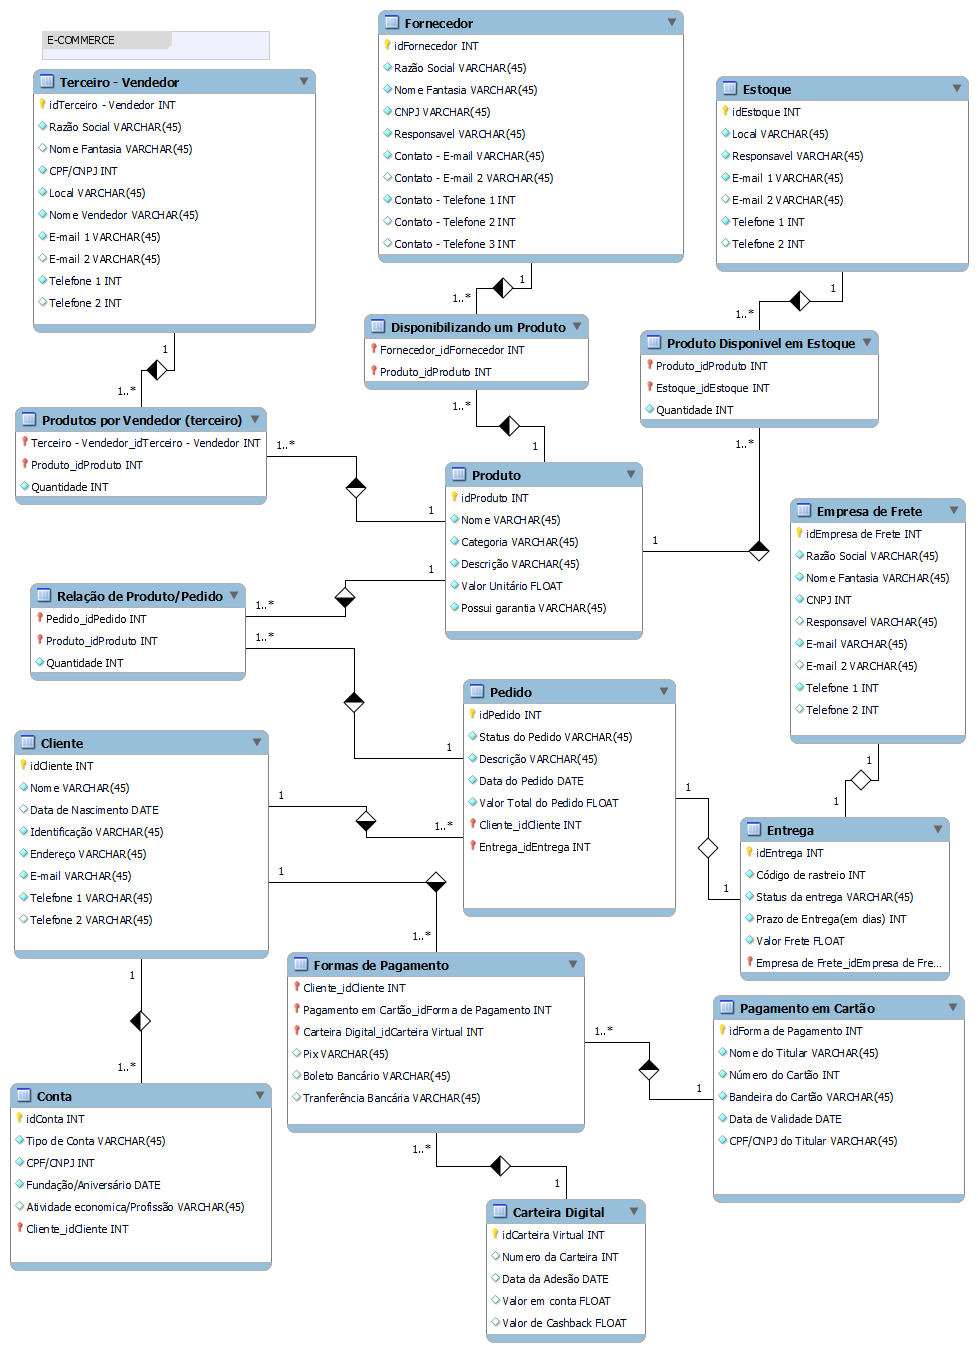 E-COMMERCE
Terceiro - Vendedor
idTerceiro - Vendedor INT
Razão Social VARCHAR(45)
Nome Fantasia VARCHAR(45)
CPF/CNPJ INT
Local VARCHAR(45)
Nome Vendedor VARCHAR(45)
E-mail 1 VARCHAR(45)
E-mail 2 VARCHAR(45)
Telefone 1 INT
Telefone 2 INT
Fornecedor
idFornecedor INT
Razão Social VARCHAR(45)
Nome Fantasia VARCHAR(45)
CNPJ VARCHAR(45)
Responsavel VARCHAR(45)
Contato - E-mail VARCHAR(45)
Contato - E-mail 2 VARCHAR(45)
Contato - Telefone 1 INT
Contato - Telefone 2 INT
Contato - Telefone 3 INT
Estoque
idEstoque INT
Local VARCHAR(45)
Responsavel VARCHAR(45)
E-mail 1 VARCHAR(45)
E-mail 2 VARCHAR(45)
Telefone 1 INT
Telefone 2 INT
1
1..*
1
1..*
1
1..*
Disponibilizando um Produto
Fornecedor_idFornecedor INT
Produto_idProduto INT
Produto Disponivel em Estoque
Produto_idProduto INT
Estoque_idEstoque INT
Quantidade INT
Produtos por Vendedor (terceiro)
Terceiro - Vendedor_idTerceiro - Vendedor INT
Produto_idProduto INT
Quantidade INT
1..*
1
1..*
1
1..*
1
Produto
idProduto INT
Nome VARCHAR(45)
Categoria VARCHAR(45)
Descrição VARCHAR(45)
Valor Unitário FLOAT
Possui garantia VARCHAR(45)
Empresa de Frete
idEmpresa de Frete INT
Razão Social VARCHAR(45)
Nome Fantasia VARCHAR(45)
CNPJ INT
Responsavel VARCHAR(45)
E-mail VARCHAR(45)
E-mail 2 VARCHAR(45)
Telefone 1 INT
Telefone 2 INT
Relação de Produto/Pedido
Pedido_idPedido INT
Produto_idProduto INT
Quantidade INT
1
1..*
1..*
1
Pedido
idPedido INT
Status do Pedido VARCHAR(45)
Descrição VARCHAR(45)
Data do Pedido DATE
Valor Total do Pedido FLOAT
Cliente_idCliente INT
Entrega_idEntrega INT
Cliente
idCliente INT
Nome VARCHAR(45)
Data de Nascimento DATE
Identificação VARCHAR(45)
Endereço VARCHAR(45)
E-mail VARCHAR(45)
Telefone 1 VARCHAR(45)
Telefone 2 VARCHAR(45)
1
1..*
1
1..*
1
1
1
1
Entrega
idEntrega INT
Código de rastreio INT
Status da entrega VARCHAR(45)
Prazo de Entrega(em dias) INT
Valor Frete FLOAT
Empresa de Frete_idEmpresa de Fre...
Formas de Pagamento
Cliente_idCliente INT
Pagamento em Cartão_idForma de Pagamento INT
Carteira Digital_idCarteira Virtual INT
Pix VARCHAR(45)
Boleto Bancário VARCHAR(45)
Tranferência Bancária VARCHAR(45)
1..*
1
Pagamento em Cartão
idForma de Pagamento INT
Nome do Titular VARCHAR(45)
Número do Cartão INT
Bandeira do Cartão VARCHAR(45)
Data de Validade DATE
CPF/CNPJ do Titular VARCHAR(45)
1
1..*
Conta
idConta INT
Tipo de Conta VARCHAR(45)
CPF/CNPJ INT
Fundação/Aniversário DATE
Atividade economica/Profissão VARCHAR(45)
Cliente_idCliente INT
1..*
1
Carteira Digital
idCarteira Virtual INT
Numero da Carteira INT
Data da Adesão DATE
Valor em conta FLOAT
Valor de Cashback FLOAT